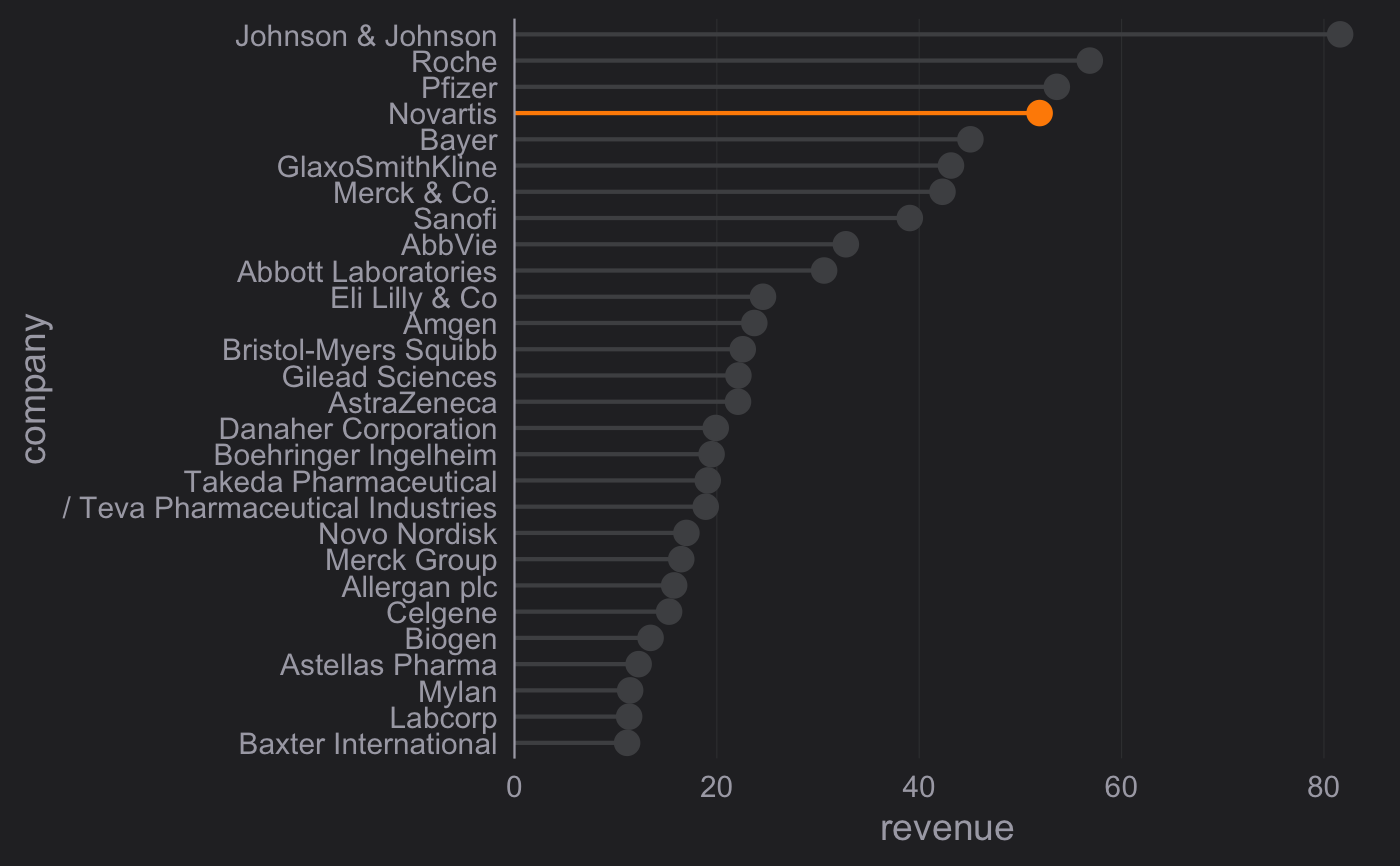 Johnson & Johnson
Roche
Pfizer
Novartis
Bayer
GlaxoSmithKline
Merck & Co.
Sanofi
AbbVie
Abbott Laboratories
Eli Lilly & Co
Amgen
Bristol-Myers Squibb
Gilead Sciences
AstraZeneca
Danaher Corporation
Boehringer Ingelheim
Takeda Pharmaceutical
/ Teva Pharmaceutical Industries
Novo Nordisk
Merck Group
Allergan plc
Celgene
Biogen
Astellas Pharma
Mylan
Labcorp
Baxter International
company
0 20 40 60 80
revenue